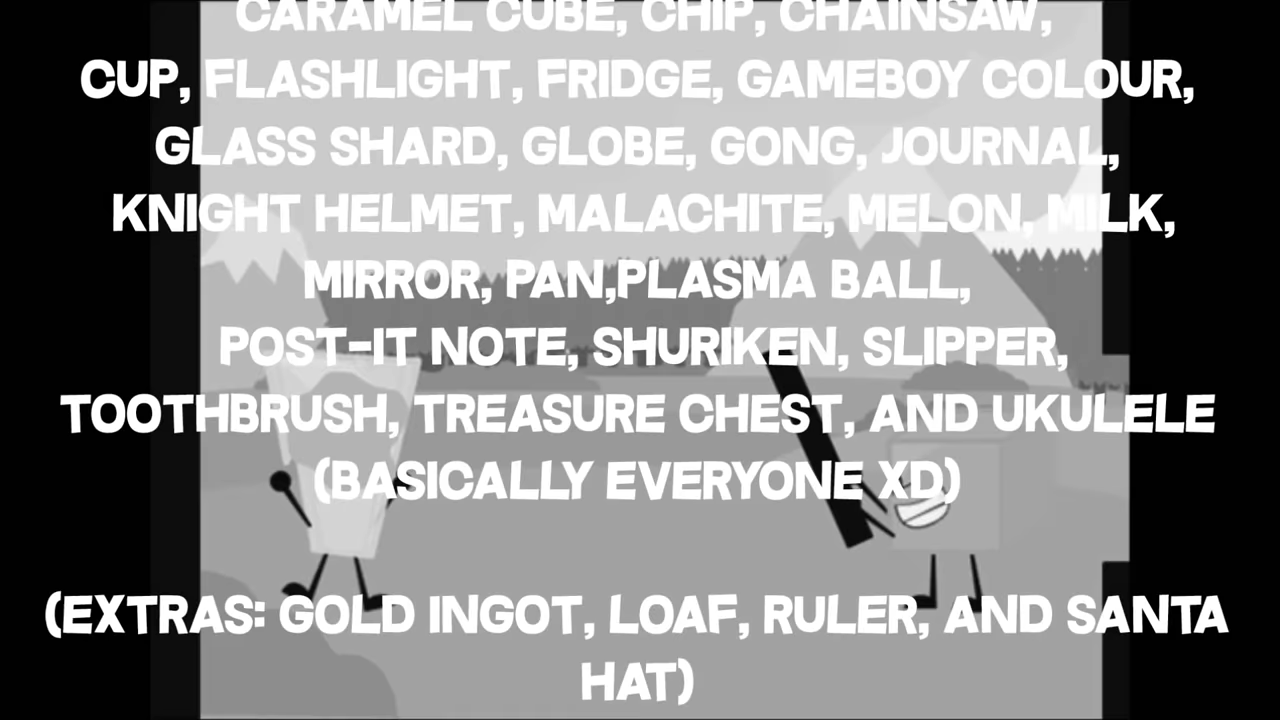 CARAMEL CUBE, CHIP, CHAINSAW,
CUP, FLASHLIGHT, FRIDGE, GAMEBOY COLOUR,
GLASS SHARD, GLOBE, GONG, JOURNAL,
KNIGHT HELMET, MALACHITE, MELON, MILK,
MIRROR, PAN,PLASMA BALL,
POST-IT NOTE, SHURIKEN, SLIPPER,
TOOTHBRUSH, TREASURE CHEST, AND UKULELE
(BASICALLY EVERYONE XD)
(EXTRAS: GOLD INGOT, LOAF, RULER, AND SANTA
HAT)